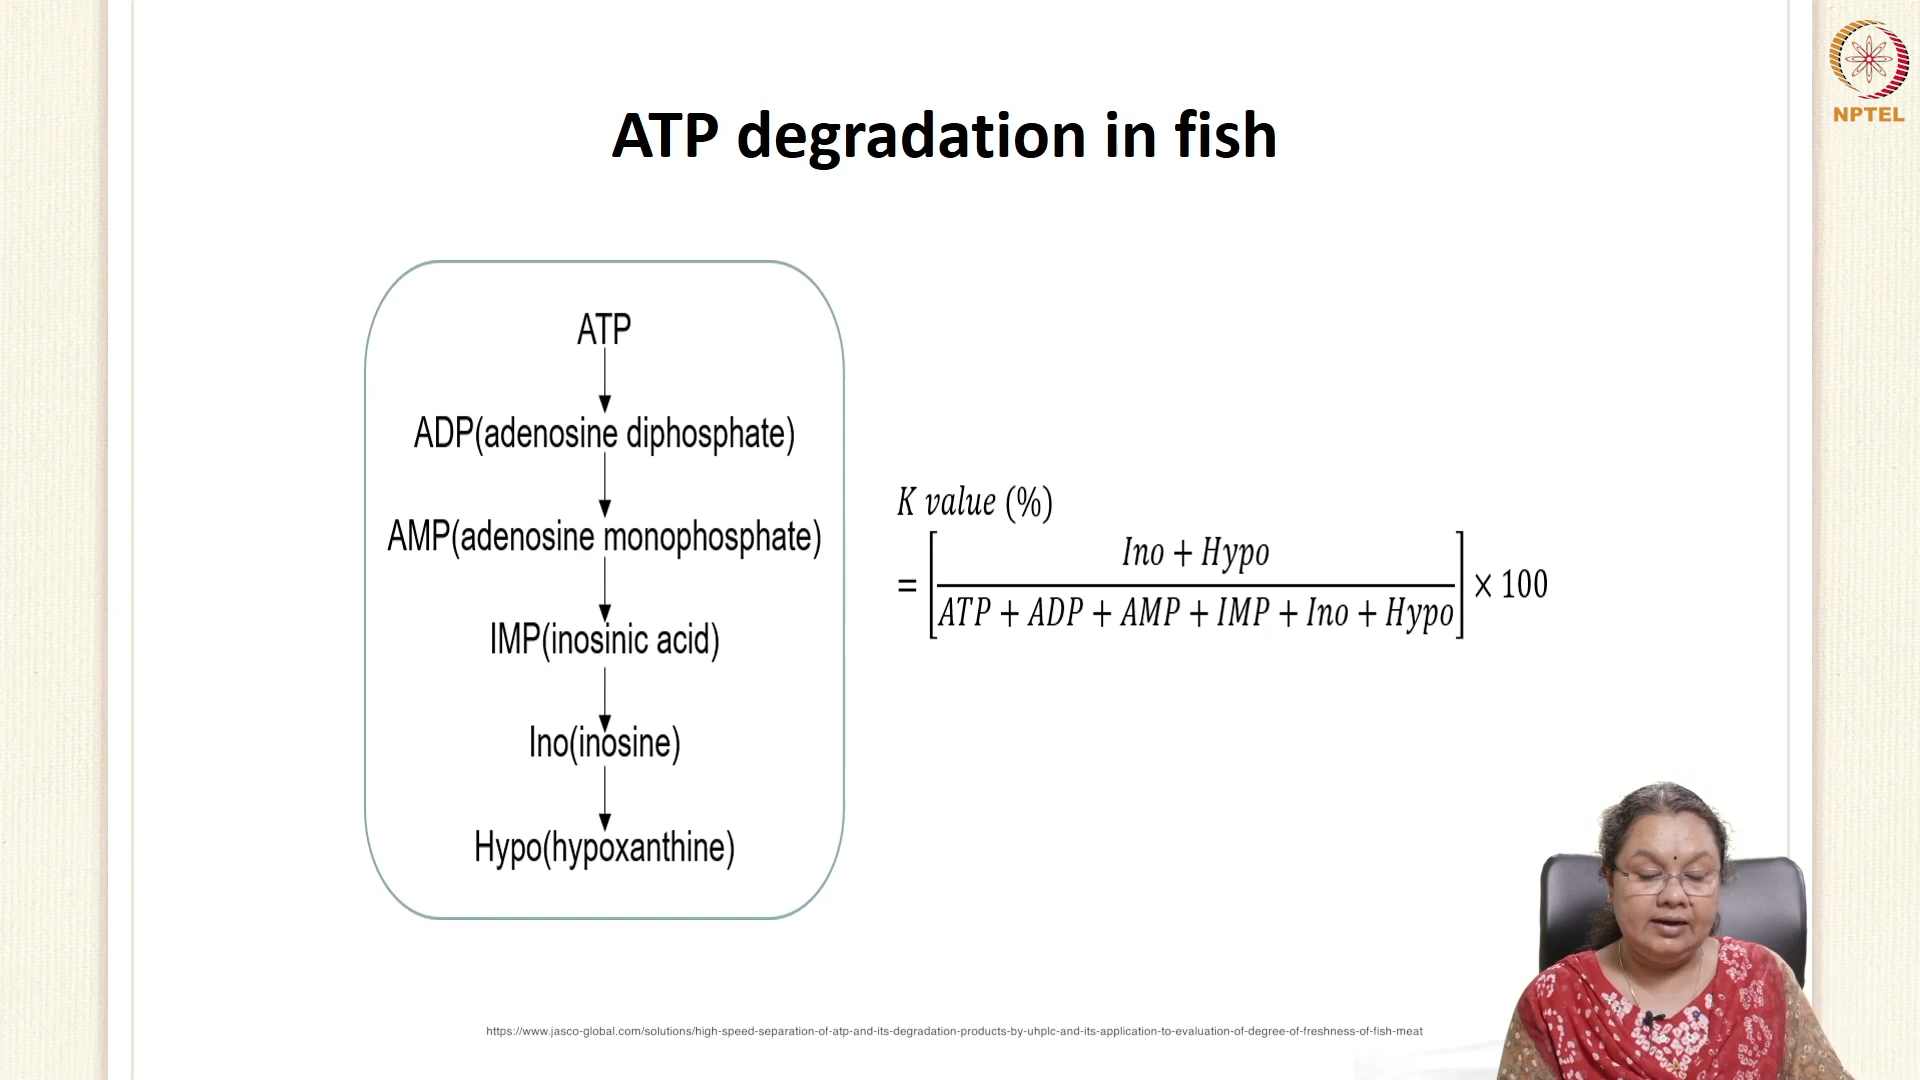 NPTEL
ATP degradation in fish
ATP
ADP(adenosine diphosphate)
AMP(adenosine monophosphate)
IMP(inosinic acid)
Ino(inosine)
Hypo(hypoxanthine)
K value (%)
= [ Ino + Hypo / ATP + ADP + AMP + IMP + Ino + Hypo ] × 100
https://www.jasco-global.com/solutions/high-speed-separation-of-atp-and-its-degradation-products-by-uhplc-and-its-application-to-evaluation-of-degree-of-freshness-of-fish-meat